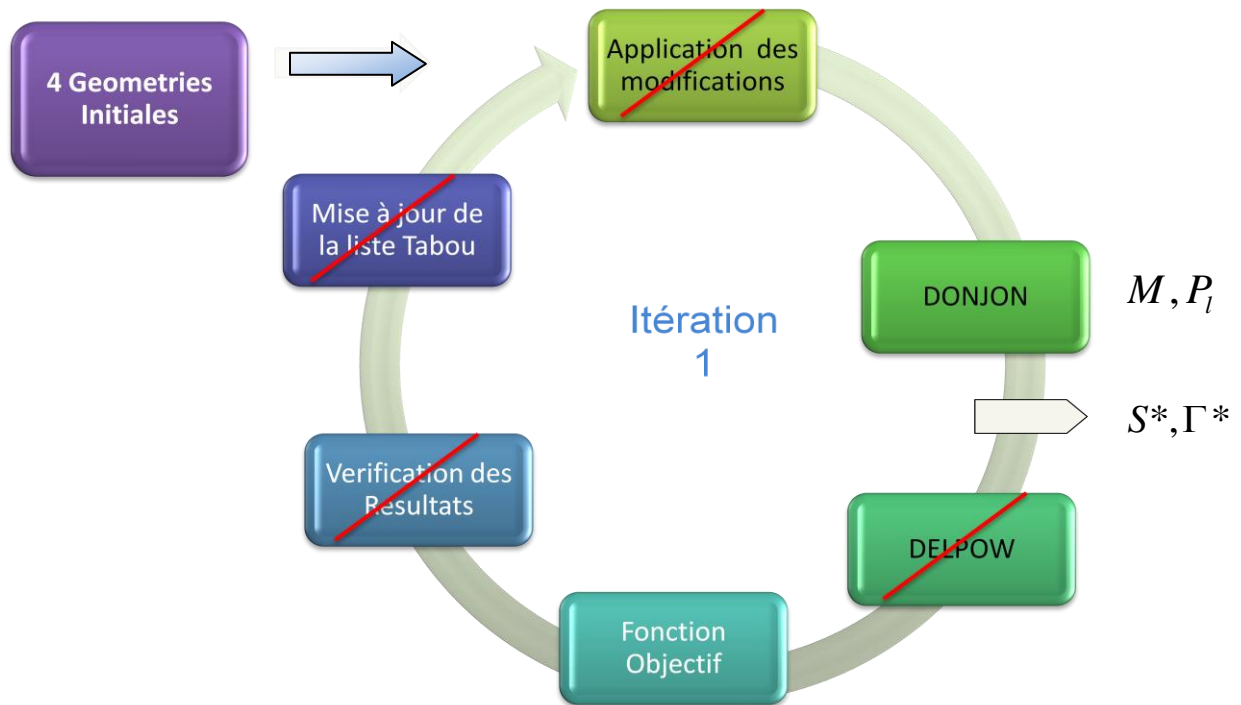 4 Geometries
Initiales
Application des
modifications
DONJON
M, P_l
S*,Γ*
DELPOW
Fonction
Objectif
Verification des
Resultats
Mise à jour de
la liste Tabou
Itération
1